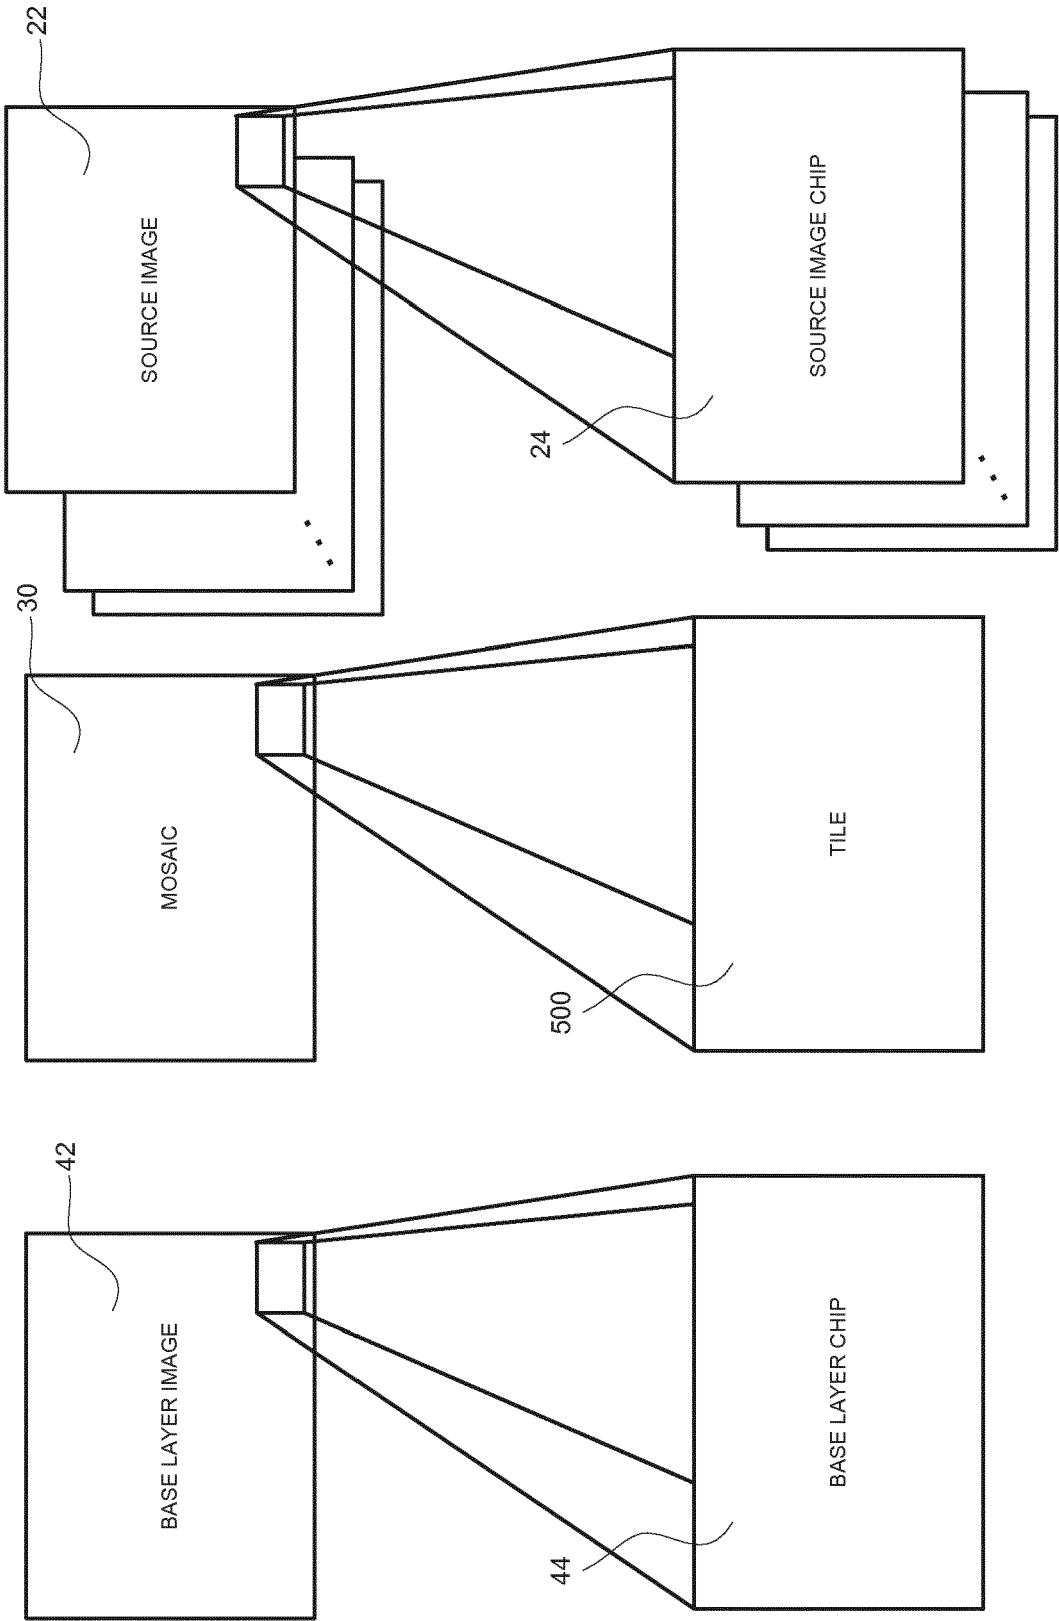 42
BASE LAYER IMAGE
30
MOSAIC
22
SOURCE IMAGE
44
BASE LAYER CHIP
500
TILE
24
SOURCE IMAGE CHIP